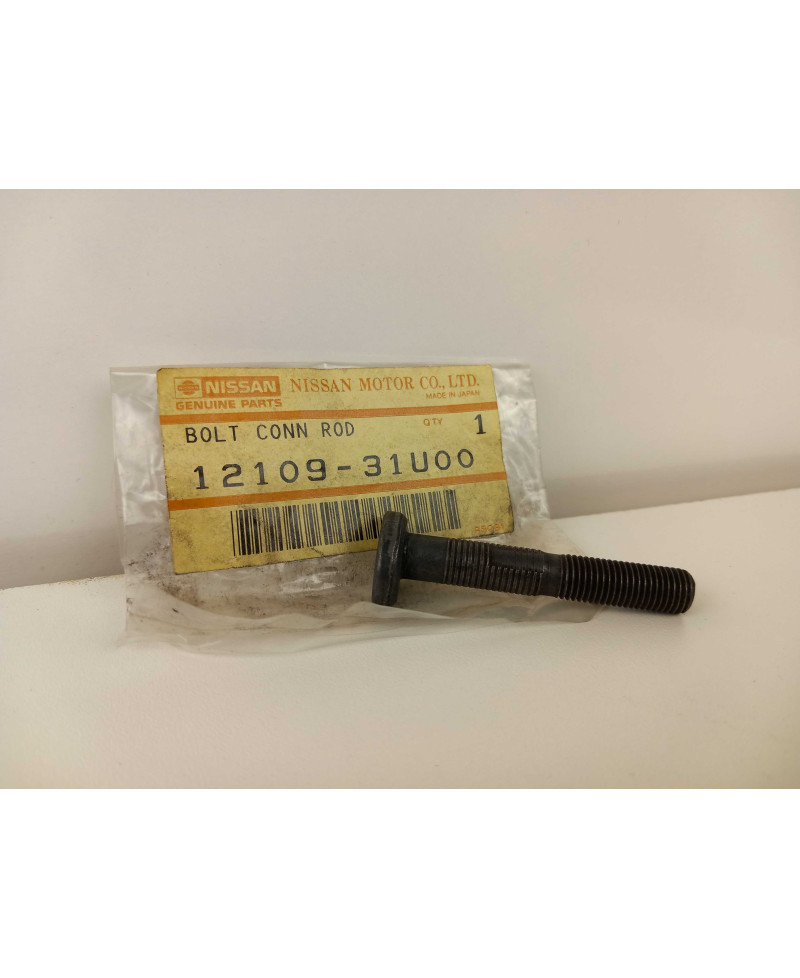 NISSAN NISSAN MOTOR CO., LTD.
GENUINE PARTS MADE IN JAPAN
BOLT CONN ROD QTY 1
12109-31U00